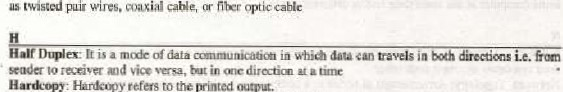 as twisted pair wires, coaxial cable, or fiber optic cable
H
Half Duplex: It is a mode of data communication in which data can travels in both directions i.e. from
sender to receiver and vice versa, but in one direction at a time
Hardcopy: Hardcopy refers to the printed output.